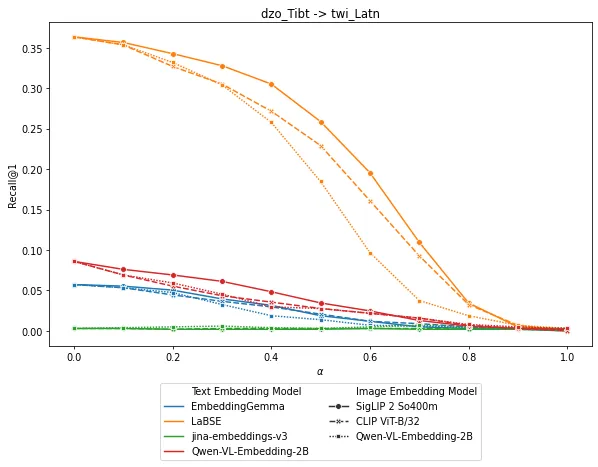 dzo_Tibt -> twi_Latn
0.35
0.30
0.25
0.20
0.15
0.10
0.05
0.00
Recall@1
0.0 0.2 0.4 0.6 0.8 1.0
α
Text Embedding Model
EmbeddingGemma
LaBSE
jina-embeddings-v3
Qwen-VL-Embedding-2B
Image Embedding Model
SigLIP 2 So400m
CLIP ViT-B/32
Qwen-VL-Embedding-2B